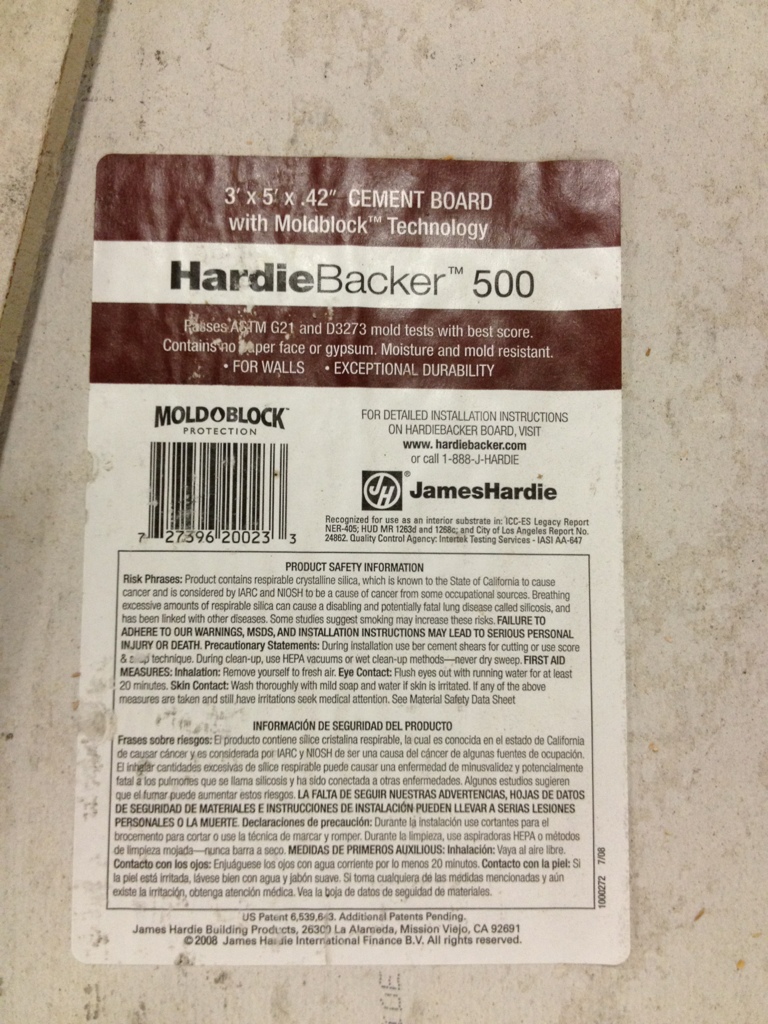 3' x 5' x .42" CEMENT BOARD
with Moldblock™ Technology
HardieBacker™ 500
Passes ASTM G21 and D3273 mold tests with best score.
Contains no paper face or gypsum. Moisture and mold resistant.
• FOR WALLS • EXCEPTIONAL DURABILITY
MOLDBLOCK™
PROTECTION
7 27396 20023 3
FOR DETAILED INSTALLATION INSTRUCTIONS
ON HARDIEBACKER BOARD, VISIT
www. hardiebacker.com
or call 1-888-J-HARDIE
JH® JamesHardie
Recognized for use as an interior substrate in: ICC-ES Legacy Report
NER-405; HUD MR 1263d and 1268c; and City of Los Angeles Report No.
24862. Quality Control Agency: Intertek Testing Services - IASI AA-647
PRODUCT SAFETY INFORMATION
Risk Phrases: Product contains respirable crystalline silica, which is known to the State of California to cause
cancer and is considered by IARC and NIOSH to be a cause of cancer from some occupational sources. Breathing
excessive amounts of respirable silica can cause a disabling and potentially fatal lung disease called silicosis, and
has been linked with other diseases. Some studies suggest smoking may increase these risks. FAILURE TO
ADHERE TO OUR WARNINGS, MSDS, AND INSTALLATION INSTRUCTIONS MAY LEAD TO SERIOUS PERSONAL
INJURY OR DEATH. Precautionary Statements: During installation use ber cement shears for cutting or use score
& technique. During clean-up, use HEPA vacuums or wet clean-up methods—never dry sweep. FIRST AID
MEASURES: Inhalation: Remove yourself to fresh air. Eye Contact: Flush eyes out with running water for at least
20 minutes. Skin Contact: Wash thoroughly with mild soap and water if skin is irritated. If any of the above
measures are taken and still have irritations seek medical attention. See Material Safety Data Sheet
INFORMACIÓN DE SEGURIDAD DEL PRODUCTO
Frases sobre riesgos: El producto contiene sílice cristalina respirable, la cual es conocida en el estado de California
de causar cáncer y es considerada por IARC y NIOSH de ser una causa del cáncer de algunas fuentes de ocupación.
El inhalar cantidades excesivas de sílice respirable puede causar una enfermedad de minusvalidez y potencialmente
fatal a los pulmones que se llama silicosis y ha sido conectada a otras enfermedades. Algunos estudios sugieren
que el fumar puede aumentar estos riesgos. LA FALTA DE SEGUIR NUESTRAS ADVERTENCIAS, HOJAS DE DATOS
DE SEGURIDAD DE MATERIALES E INSTRUCCIONES DE INSTALACIÓN PUEDEN LLEVAR A SERIAS LESIONES
PERSONALES O LA MUERTE. Declaraciones de precaución: Durante la instalación use cortantes para el
brocemento para cortar o use la técnica de marcar y romper. Durante la limpieza, use aspiradoras HEPA o métodos
de limpieza mojada—nunca barra a seco. MEDIDAS DE PRIMEROS AUXILIOUS: Inhalación: Vaya al aire libre.
Contacto con los ojos: Enjuáguese los ojos con agua corriente por lo menos 20 minutos. Contacto con la piel: Si
la piel está irritada, lávese bien con agua y jabón suave. Si toma cualquiera de las medidas mencionadas y aún
existe la irritación, obtenga atención médica. Vea la boja de datos de seguidad de materiales.
1000272 7/08
US Patent Additional Patents Pending.
James Hardie Building Products, 26300 La Alameda, Mission Viejo, CA 92691
©2008 James Hardie International Finance B.V. All rights reserved.